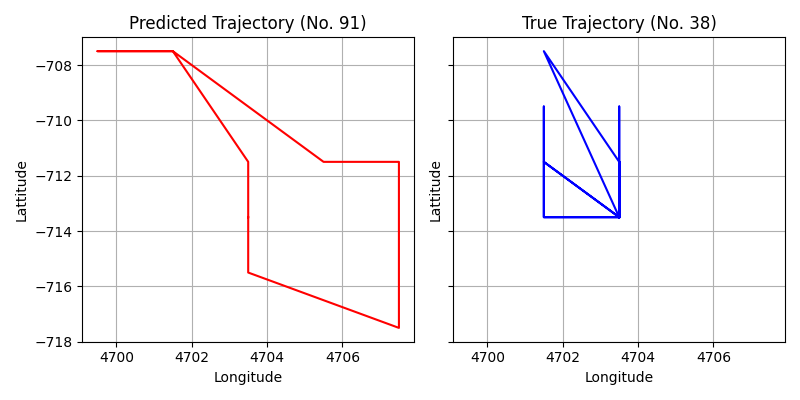 Predicted Trajectory (No. 91)
True Trajectory (No. 38)
−708
−710
−712
−714
−716
−718
Lattitude
Lattitude
4700
4702
4704
4706
4700
4702
4704
4706
Longitude
Longitude